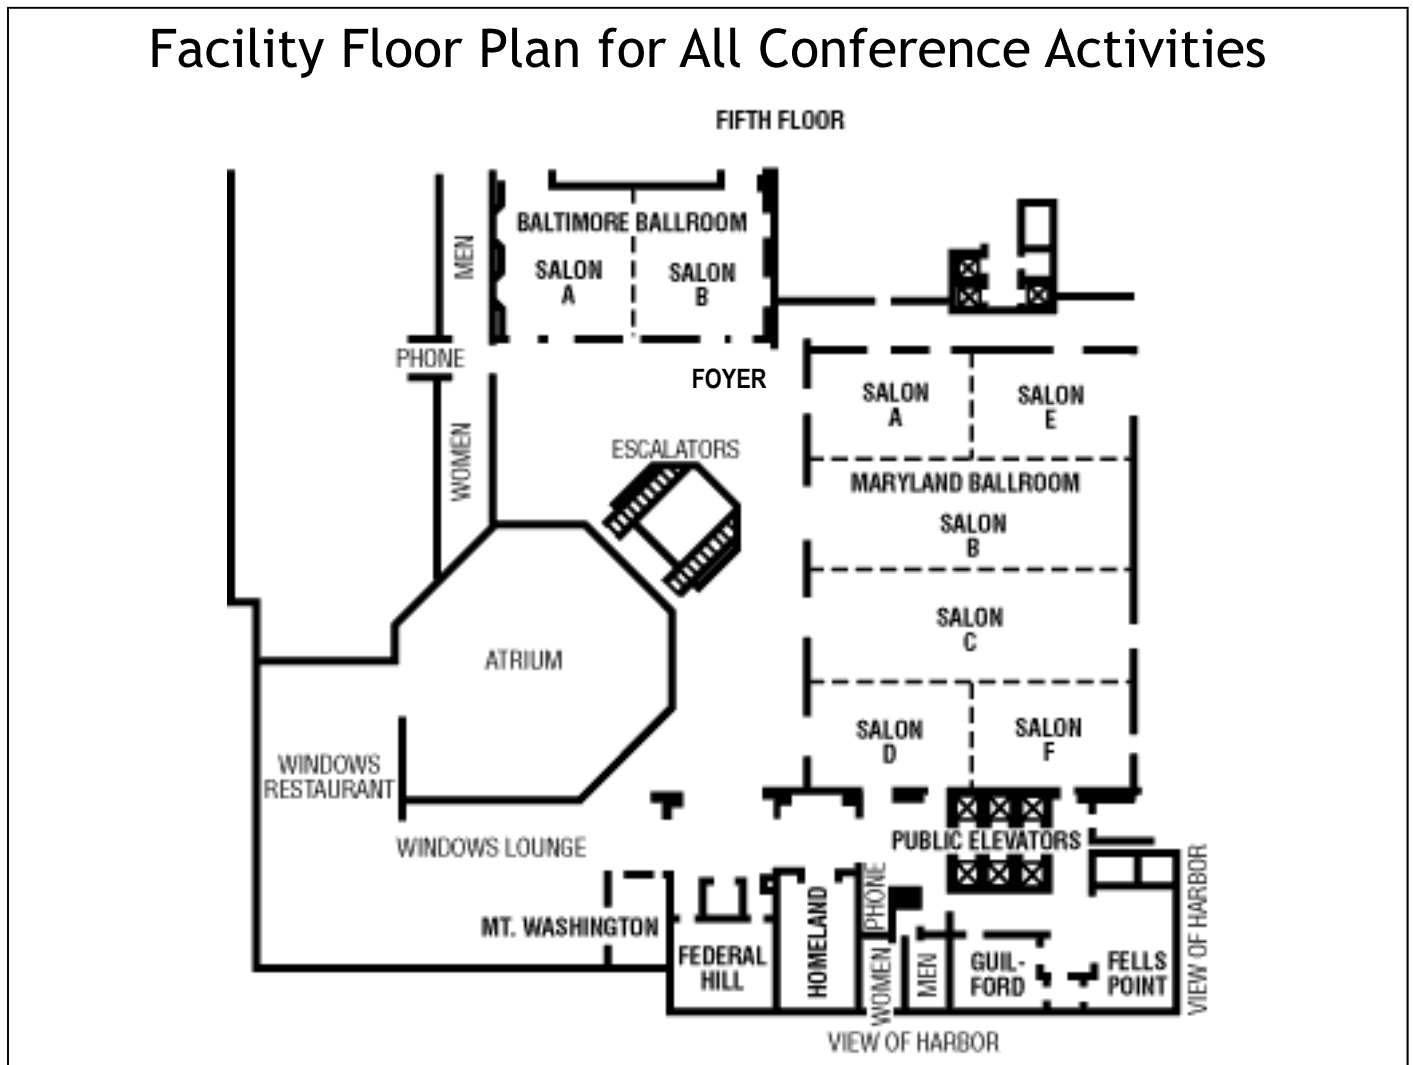 Facility Floor Plan for All Conference Activities
FIFTH FLOOR
BALTIMORE BALLROOM
MEN
SALON
A
SALON
B
PHONE
FOYER
SALON
A
SALON
E
WOMEN
ESCALATORS
MARYLAND BALLROOM
SALON
B
SALON
C
ATRIUM
SALON
D
SALON
F
WINDOWS
RESTAURANT
WINDOWS LOUNGE
PUBLIC ELEVATORS
MT. WASHINGTON
FEDERAL
HILL
HOMELAND
PHONE
WOMEN
MEN
GUIL-
FORD
FELLS
POINT
VIEW OF HARBOR
VIEW OF HARBOR